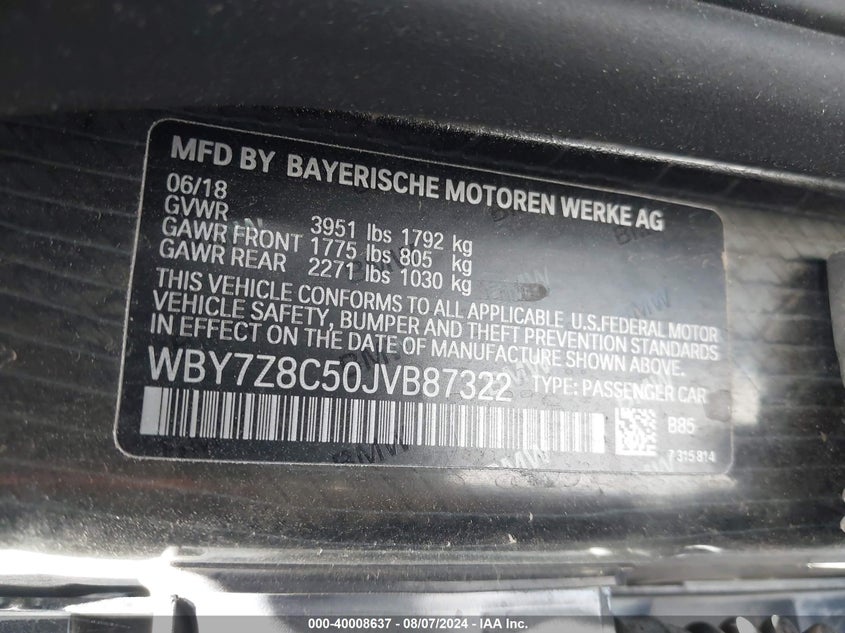 MFD BY BAYERISCHE MOTOREN WERKE AG
06/18
GVWR 3951 lbs 1792 kg
GAWR FRONT 1775 lbs 805 kg
GAWR REAR 2271 lbs 1030 kg
THIS VEHICLE CONFORMS TO ALL APPLICABLE U.S.FEDERAL MOTOR
VEHICLE SAFETY, BUMPER AND THEFT PREVENTION STANDARDS
IN EFFECT ON THE DATE OF MANUFACTURE SHOWN ABOVE.
WBY7Z8C50JVB87322 TYPE: PASSENGER CAR
B85
7 315 814
000-40008637 - 08/07/2024 - IAA Inc.